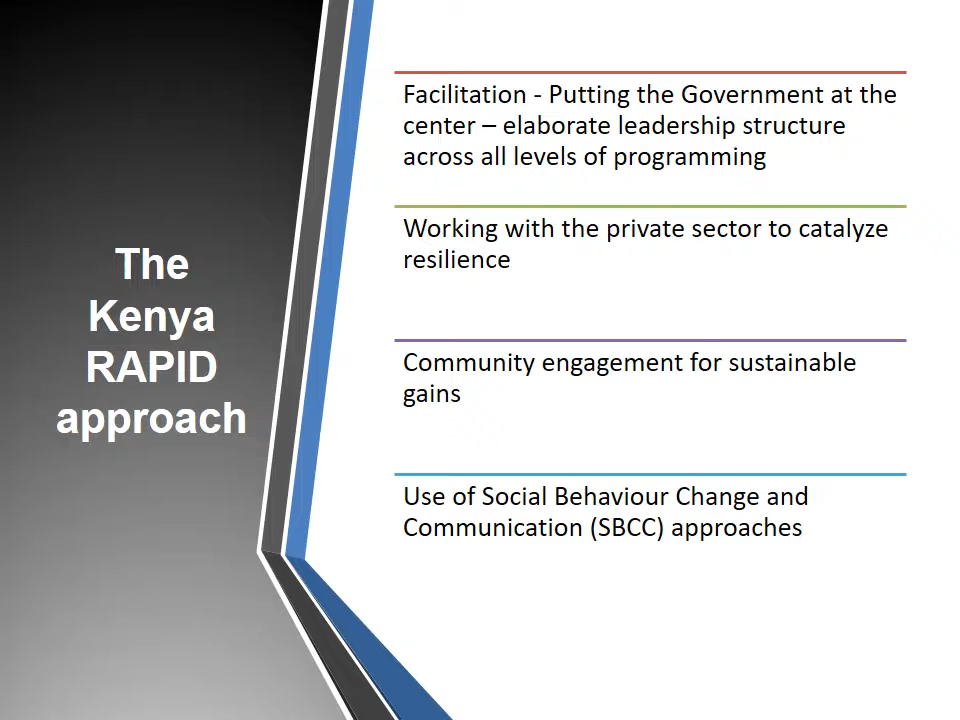 The
Kenya
RAPID
approach
Facilitation - Putting the Government at the
center – elaborate leadership structure
across all levels of programming
Working with the private sector to catalyze
resilience
Community engagement for sustainable
gains
Use of Social Behaviour Change and
Communication (SBCC) approaches